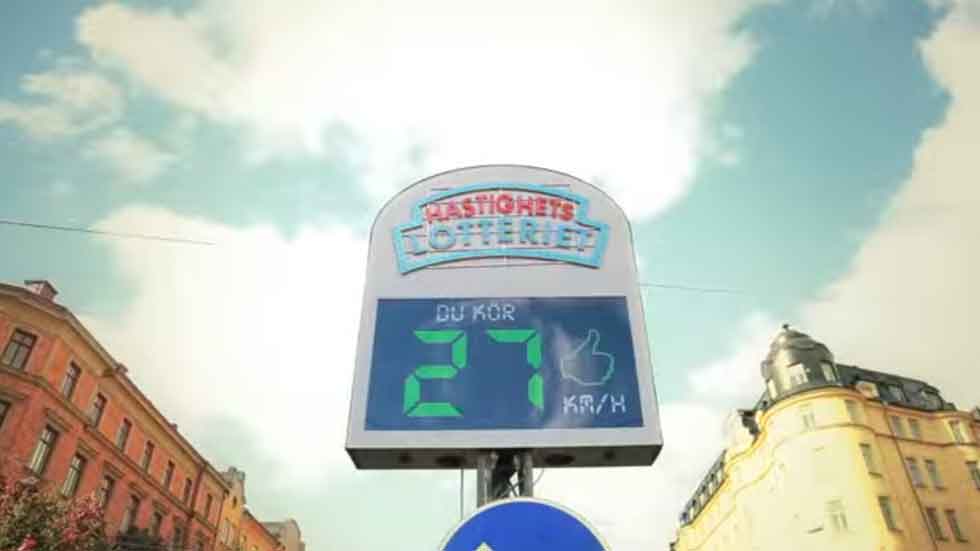 HASTIGHETS
LOTTERIET
DU KÖR
27
KM/H